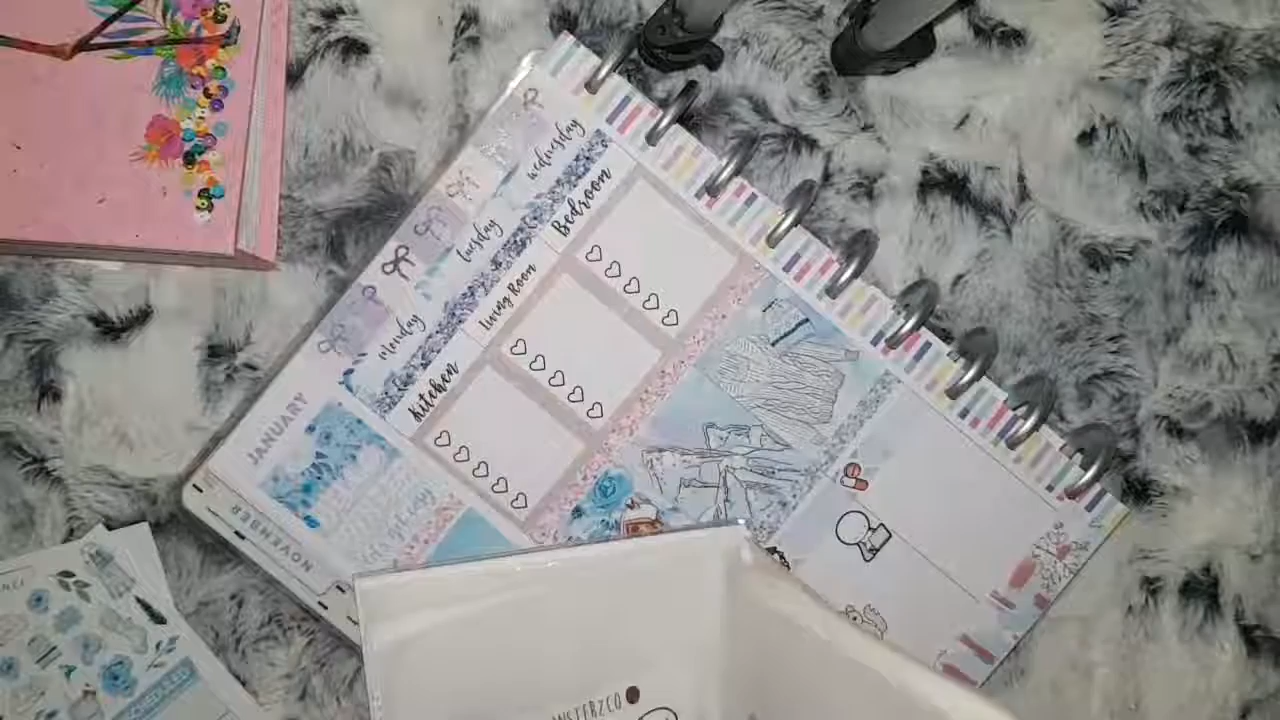 wednesday
Bedroom
tuesday
Living Room
monday
Kitchen
JANUARY
NOVEMBER